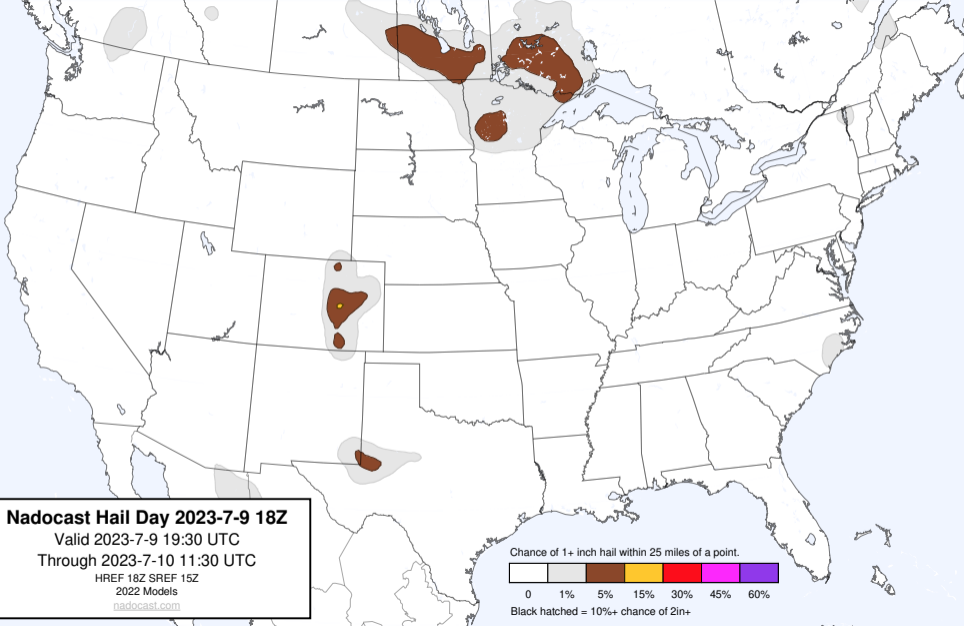 Nadocast Hail Day 2023-7-9 18Z
Valid 2023-7-9 19:30 UTC
Through 2023-7-10 11:30 UTC
HREF 18Z SREF 15Z
2022 Models
nadocast.com
Chance of 1+ inch hail within 25 miles of a point.
0 1% 5% 15% 30% 45% 60%
Black hatched = 10%+ chance of 2in+